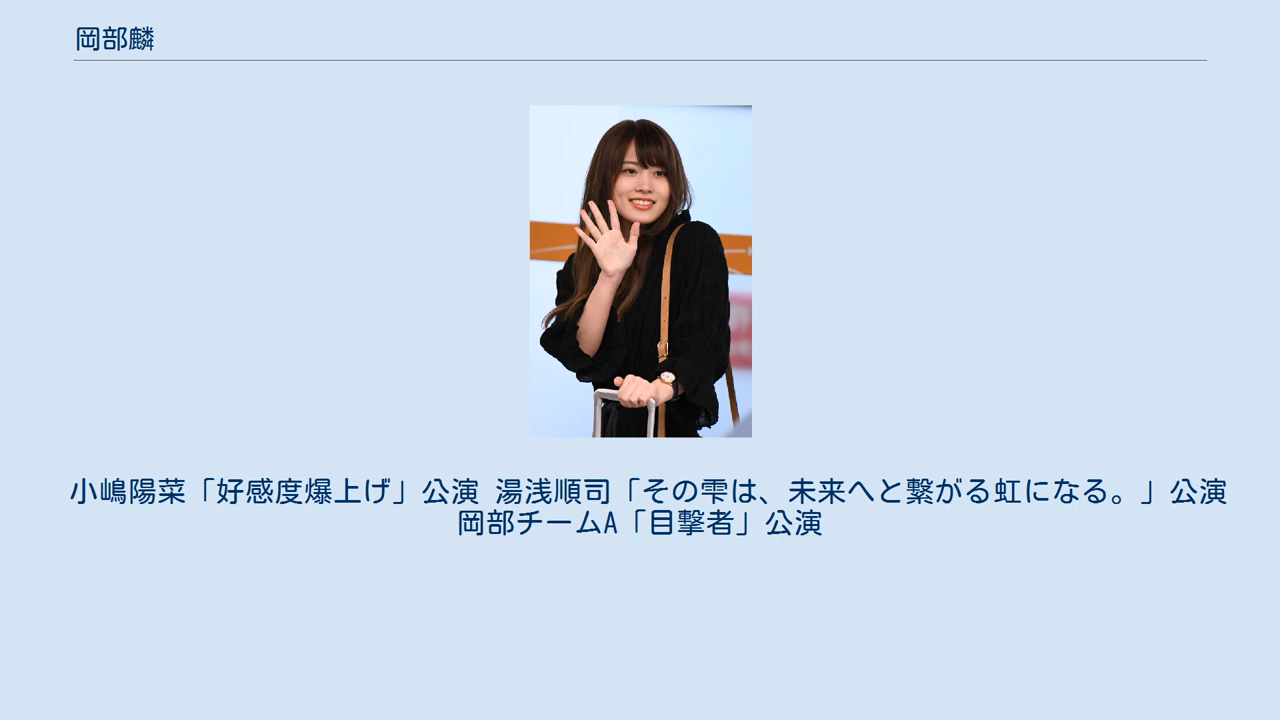 岡部麟
小嶋陽菜「好感度爆上げ」公演 湯浅順司「その雫は、未来へと繋がる虹になる。」公演
岡部チームA「目撃者」公演